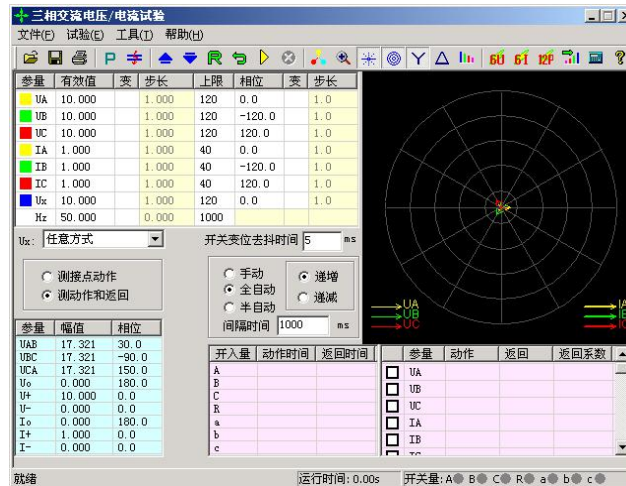 三相交流电压/电流试验
文件(F) 试验(E) 工具(T) 帮助(H)
P R 6U 6I 12P ?
参量 有效值 变 步长 上限 相位 变 步长
UA 10.000 1.000 120 0.0 1.0
UB 10.000 1.000 120 -120.0 1.0
UC 10.000 1.000 120 120.0 1.0
IA 1.000 1.000 40 0.0 1.0
IB 1.000 1.000 40 -120.0 1.0
IC 1.000 1.000 40 120.0 1.0
Ux 10.000 1.000 120 0.0 1.0
Hz 50.000 0.000 1000
Ux: 任意方式 开关变位去抖时间 5 ms
测接点动作
测动作和返回
手动
全自动
半自动
递增
递减
间隔时间 1000 ms
UA
UB
UC
IA
IB
IC
参量 幅值 相位
UAB 17.321 30.0
UBC 17.321 -90.0
UCA 17.321 150.0
Uo 0.000 180.0
U+ 10.000 0.0
U- 0.000 0.0
Io 0.000 180.0
I+ 1.000 0.0
I- 0.000 0.0
开入量 动作时间 返回时间
A
B
C
R
a
b
c
参量 动作 返回 返回系数
UA
UB
UC
IA
IB
IC
就绪 运行时间: 0.00s 开关量: A B C R a b c